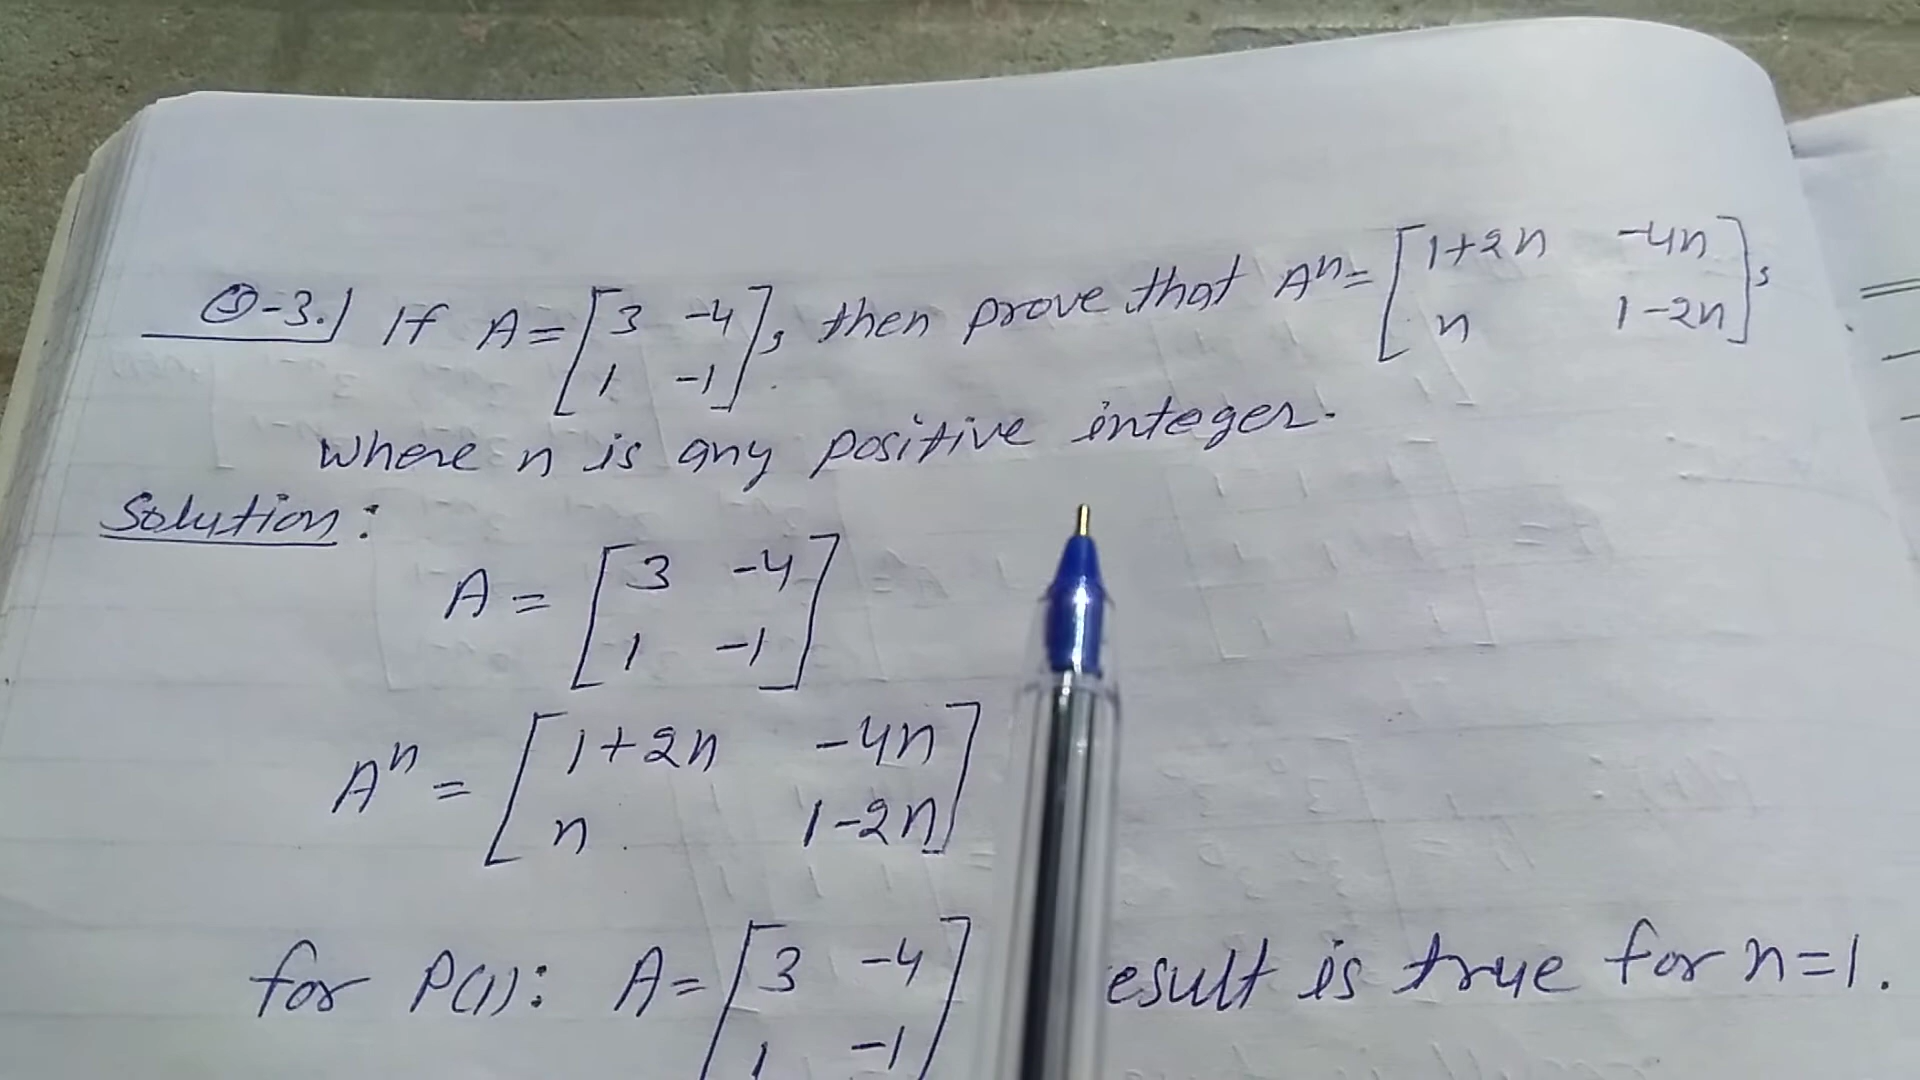 Q-3. If A = [3 -4; 1 -1], then prove that Aⁿ = [1+2n -4n; n 1-2n],
where n is any positive integer.
Solution:
A = [3 -4; 1 -1]
Aⁿ = [1+2n -4n; n 1-2n]
for P(1): A = [3 -4; 1 -1] esult is true for n=1.